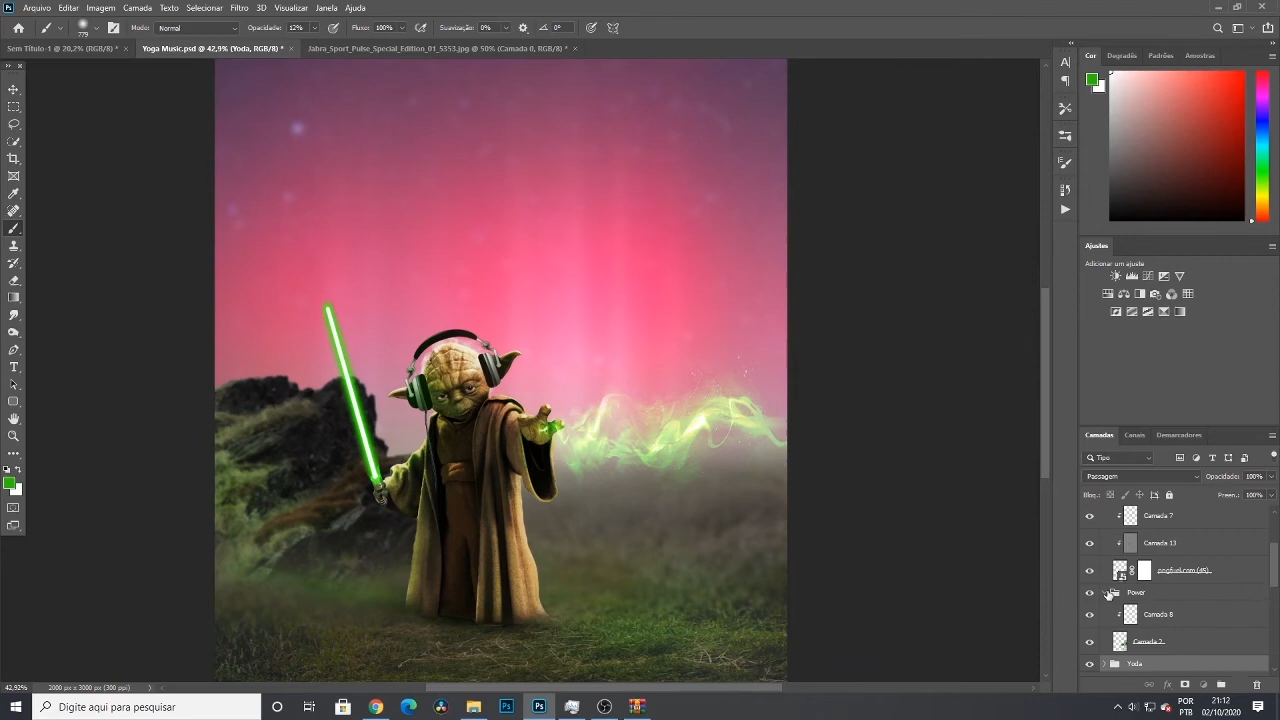 Arquivo Editar Imagem Camada Texto Selecionar Filtro 3D Visualizar Janela Ajuda
779 Modo: Normal Opacidade: 12% Fluxo: 100% Suavização: 0% 0°
Sem Título-1 @ 20,2% (RGB/8) * × Yoga Music.psd @ 42,9% (Yoda, RGB/8) * × Jabra_Sport_Pulse_Special_Edition_01_5353.jpg @ 50% (Camada 0, RGB/8) * ×
Cor Degradês Padrões Amostras
Ajustes
Adicionar um ajuste
Camadas Canais Demarcadores
Tipo
Passagem Opacidade: 100%
Bloq.: Preen.: 100%
Camada 7
Camada 13
pngfuel.com (45)
Power
Camada 8
Camada 2
Yoda
42,92% 2000 px x 3000 px (300 ppi)
Digite aqui para pesquisar
POR
PTB
21:12
02/10/2020